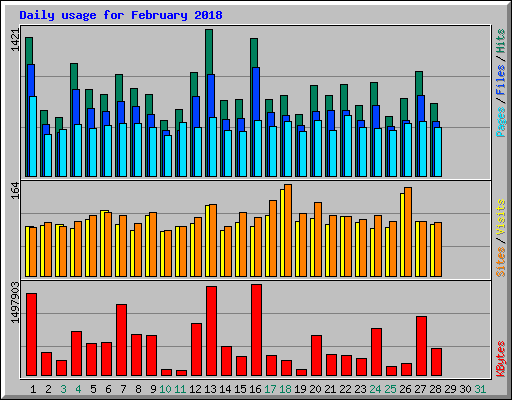 Daily usage for February 2018
1421
Pages / Files / Hits
164
Sites / Visits
1497903
KBytes
1 2 3 4 5 6 7 8 9 10 11 12 13 14 15 16 17 18 19 20 21 22 23 24 25 26 27 28 29 30 31